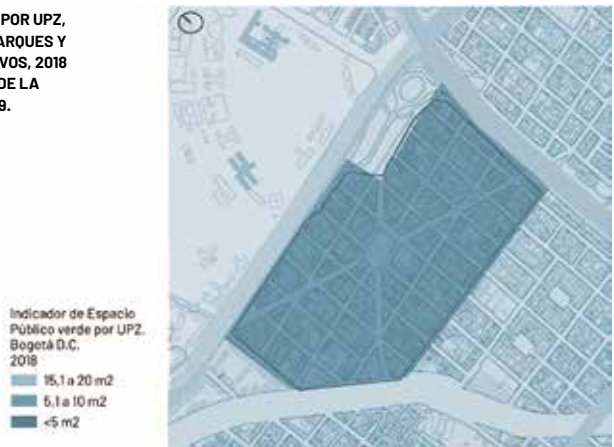 POR UPZ,
ARQUES Y
VOS, 2018
DE LA
9.
Indicador de Espacio
Público verde por UPZ.
Bogotá D.C.
2018
15,1 a 20 m2
5,1 a 10 m2
<5 m2